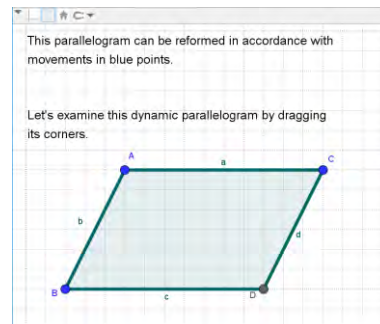 This parallelogram can be reformed in accordance with
movements in blue points.
Let's examine this dynamic parallelogram by dragging
its corners.
A
a
C
b
d
B
c
D